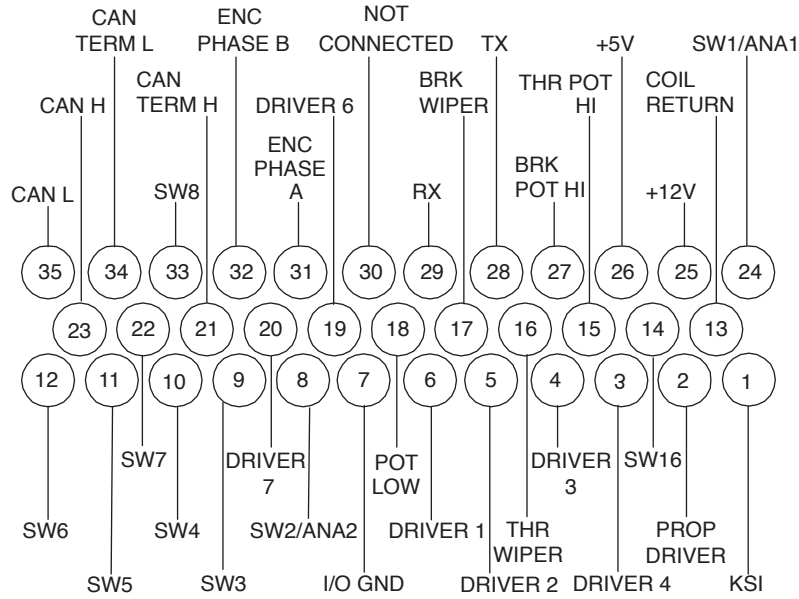 CAN
TERM L
ENC
PHASE B
NOT
CONNECTED
TX
+5V
SW1/ANA1
CAN H
CAN
TERM H
DRIVER 6
BRK
WIPER
THR POT
HI
COIL
RETURN
CAN L
SW8
ENC
PHASE
A
RX
BRK
POT HI
+12V
35 34 33 32 31 30 29 28 27 26 25 24
23 22 21 20 19 18 17 16 15 14 13
12 11 10 9 8 7 6 5 4 3 2 1
SW7
DRIVER
7
POT
LOW
DRIVER
3
SW16
SW6
SW4
SW2/ANA2
DRIVER 1
THR
WIPER
PROP
DRIVER
SW5
SW3
I/O GND
DRIVER 2
DRIVER 4
KSI